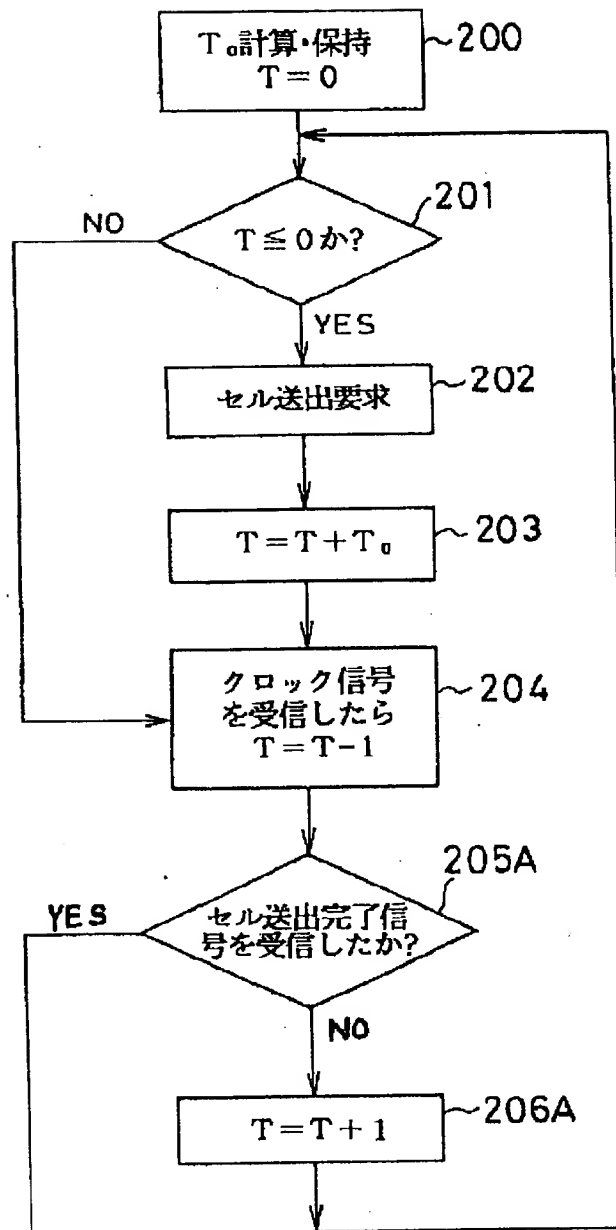 T₀計算・保持
T=0
200
201
NO
T≦0か?
YES
セル送出要求
202
T=T+T₀
203
クロック信号
を受信したら
T=T-1
204
205A
YES
セル送出完了信
号を受信したか?
NO
T=T+1
206A